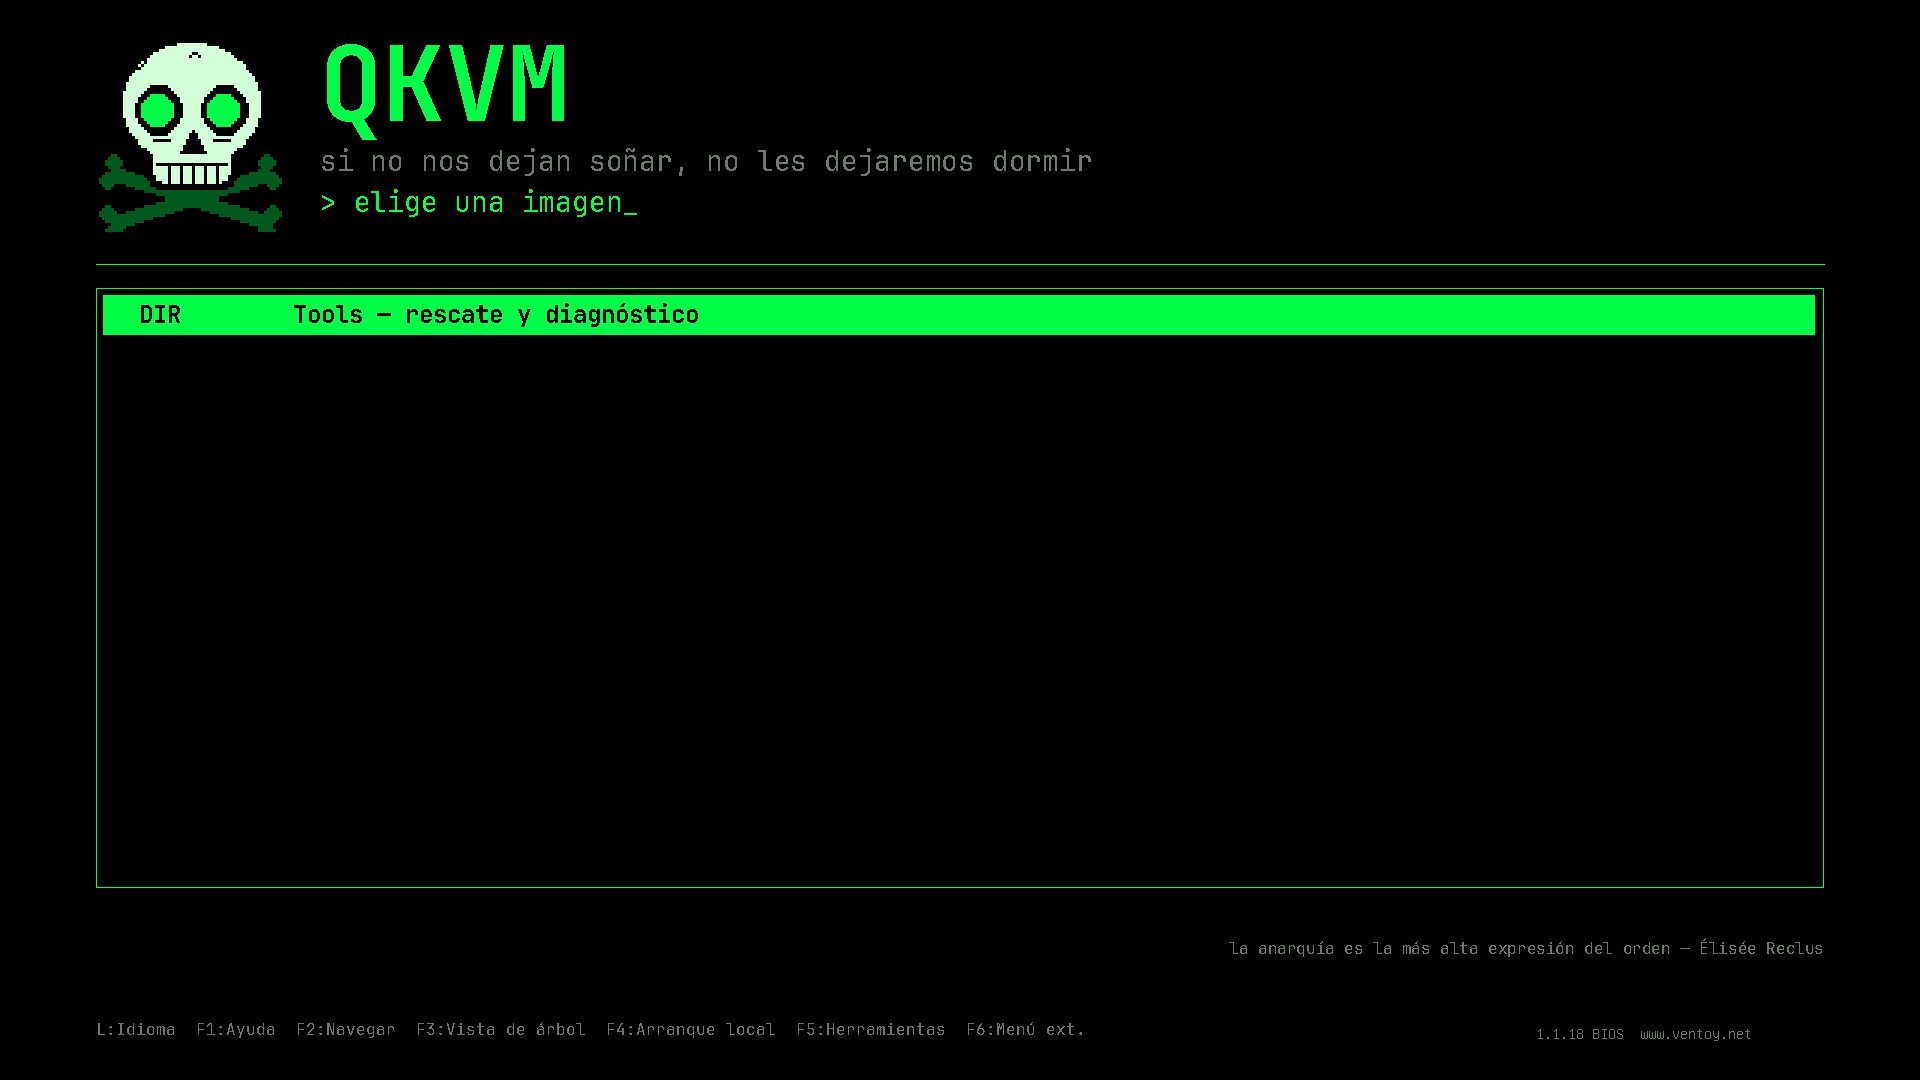 QKVM
si no nos dejan soñar, no les dejaremos dormir
> elige una imagen_
DIR Tools — rescate y diagnóstico
la anarquía es la más alta expresión del orden — Élisée Reclus
L:Idioma F1:Ayuda F2:Navegar F3:Vista de árbol F4:Arranque local F5:Herramientas F6:Menú ext.
1.1.18 BIOS www.ventoy.net